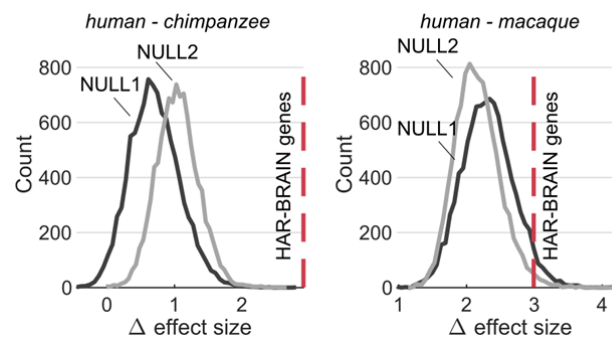 human - chimpanzee
NULL2
NULL1
800
600
400
200
0
Count
HAR-BRAIN genes
0
1
2
Δ effect size
human - macaque
NULL2
NULL1
800
600
400
200
0
Count
HAR-BRAIN genes
1
2
3
4
Δ effect size